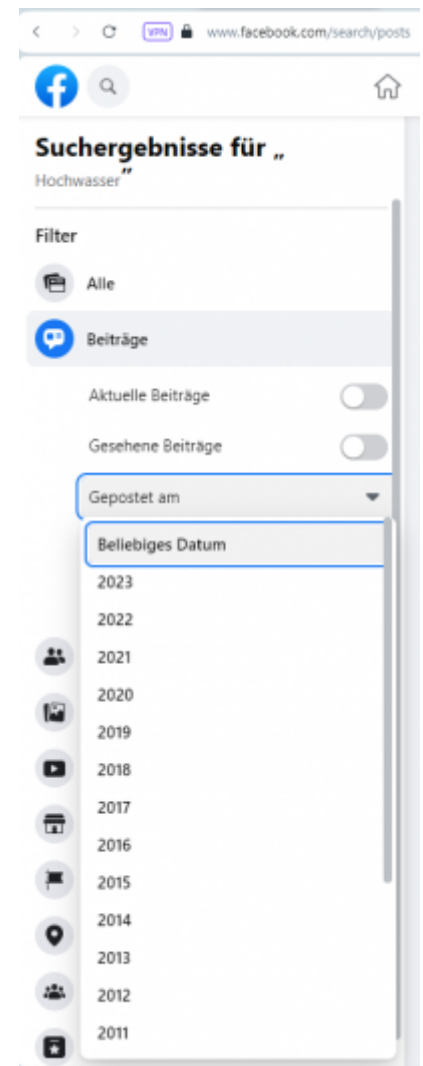 VPN www.facebook.com/search/posts
Suchergebnisse für „
Hochwasser"
Filter
Alle
Beiträge
Aktuelle Beiträge
Gesehene Beiträge
Gepostet am
Beliebiges Datum
2023
2022
2021
2020
2019
2018
2017
2016
2015
2014
2013
2012
2011